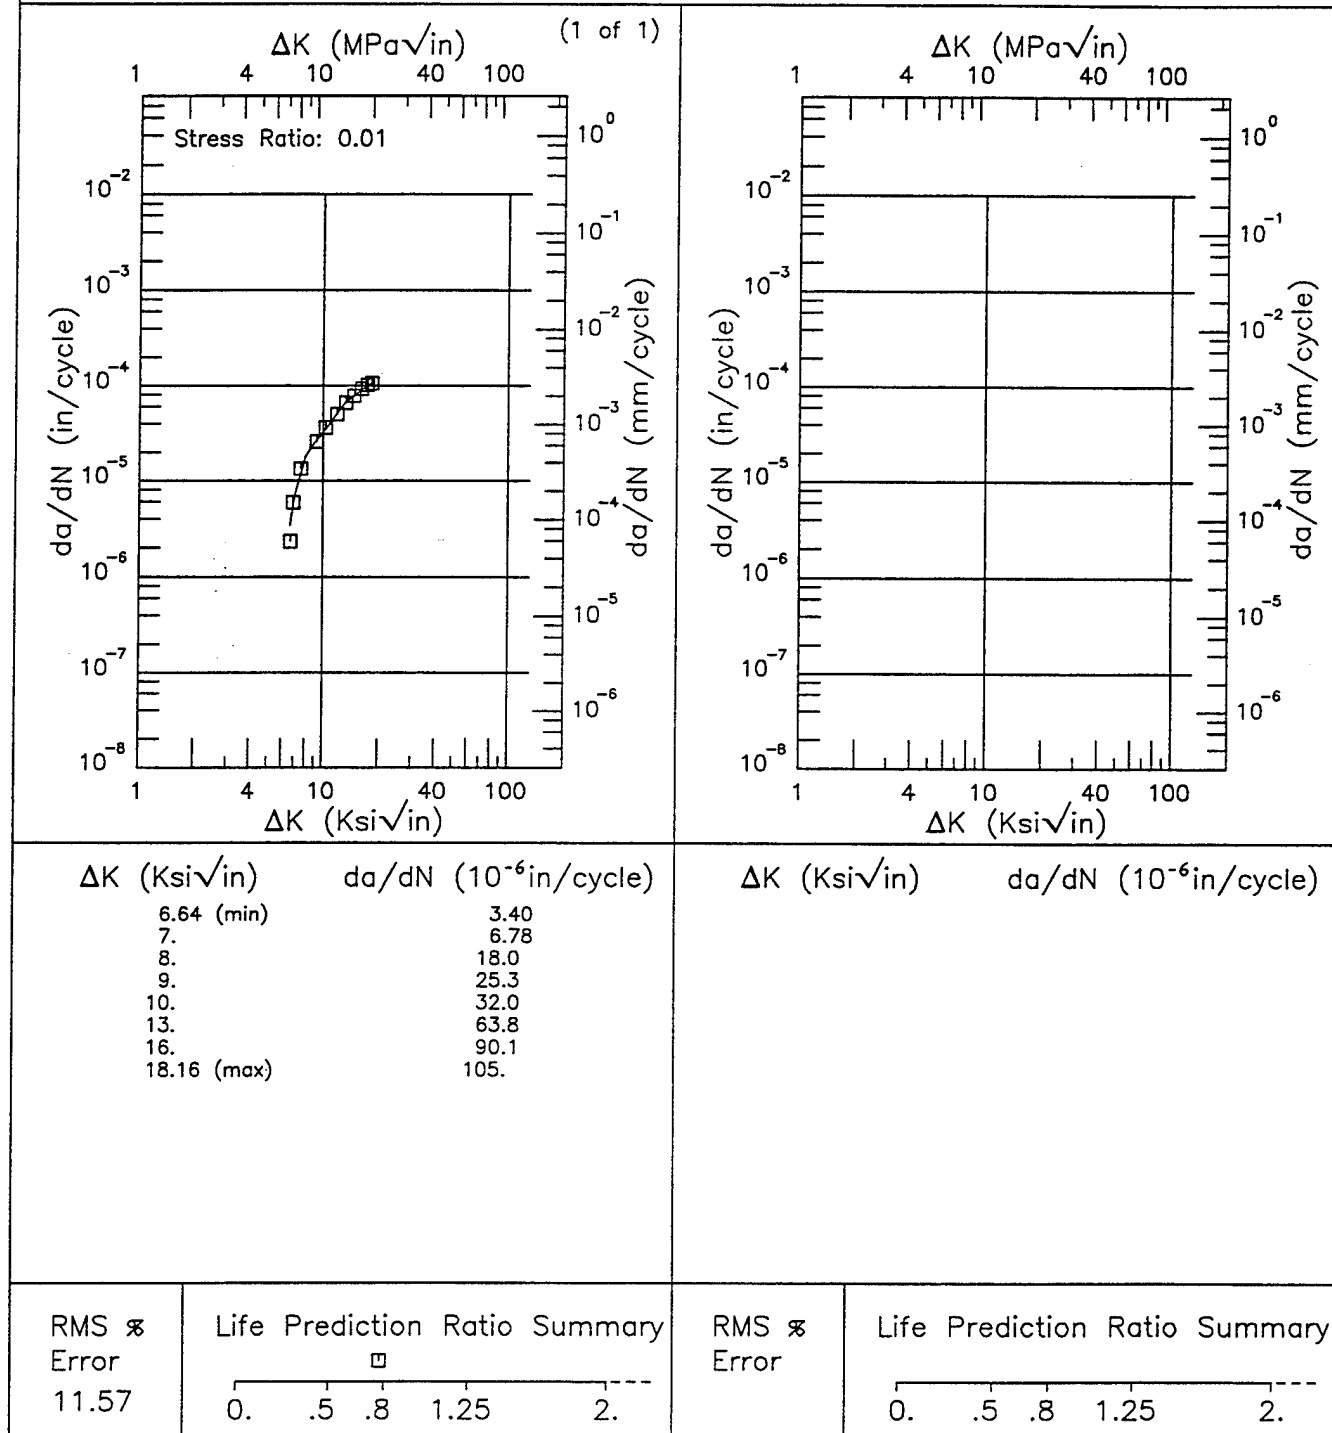 (1 of 1)
ΔK (MPa√in)
1 4 10 40 100
Stress Ratio: 0.01
10⁰
10⁻²
10⁻¹
10⁻³
10⁻²
10⁻⁴
10⁻³
10⁻⁵
10⁻⁴
10⁻⁶
10⁻⁵
10⁻⁷
10⁻⁶
10⁻⁸
da/dN (in/cycle)
da/dN (mm/cycle)
1 4 10 40 100
ΔK (Ksi√in)
ΔK (MPa√in)
1 4 10 40 100
10⁰
10⁻²
10⁻¹
10⁻³
10⁻²
10⁻⁴
10⁻³
10⁻⁵
10⁻⁴
10⁻⁶
10⁻⁵
10⁻⁷
10⁻⁶
10⁻⁸
da/dN (in/cycle)
da/dN (mm/cycle)
1 4 10 40 100
ΔK (Ksi√in)
ΔK (Ksi√in) da/dN (10⁻⁶in/cycle)
6.64 (min) 3.40
7. 6.78
8. 18.0
9. 25.3
10. 32.0
13. 63.8
16. 90.1
18.16 (max) 105.
ΔK (Ksi√in) da/dN (10⁻⁶in/cycle)
RMS %
Error
11.57
Life Prediction Ratio Summary
0. .5 .8 1.25 2.
RMS %
Error
Life Prediction Ratio Summary
0. .5 .8 1.25 2.